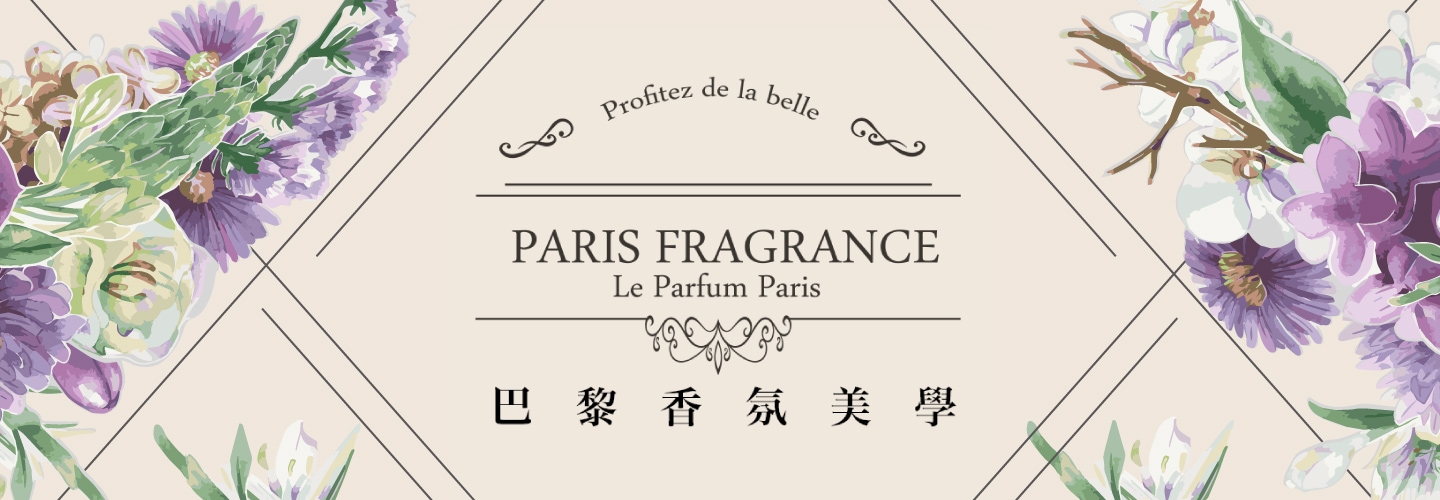 Profitez de la belle
PARIS FRAGRANCE
Le Parfum Paris
巴黎香氛美學